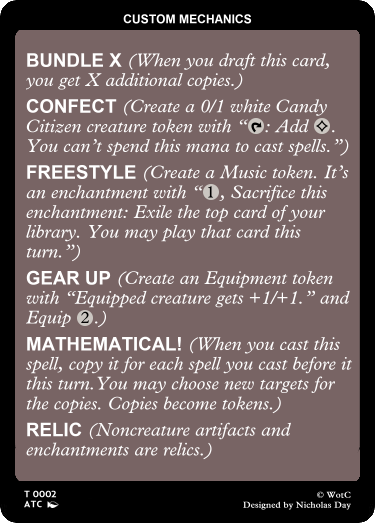 CUSTOM MECHANICS
BUNDLE X (When you draft this card,
you get X additional copies.)
CONFECT (Create a 0/1 white Candy
Citizen creature token with “: Add .
You can’t spend this mana to cast spells.”)
FREESTYLE (Create a Music token. It’s
an enchantment with “1, Sacrifice this
enchantment: Exile the top card of your
library. You may play that card this
turn.”)
GEAR UP (Create an Equipment token
with “Equipped creature gets +1/+1.” and
Equip 2.)
MATHEMATICAL! (When you cast this
spell, copy it for each spell you cast before it
this turn.You may choose new targets for
the copies. Copies become tokens.)
RELIC (Noncreature artifacts and
enchantments are relics.)
T 0002
ATC
© WotC
Designed by Nicholas Day